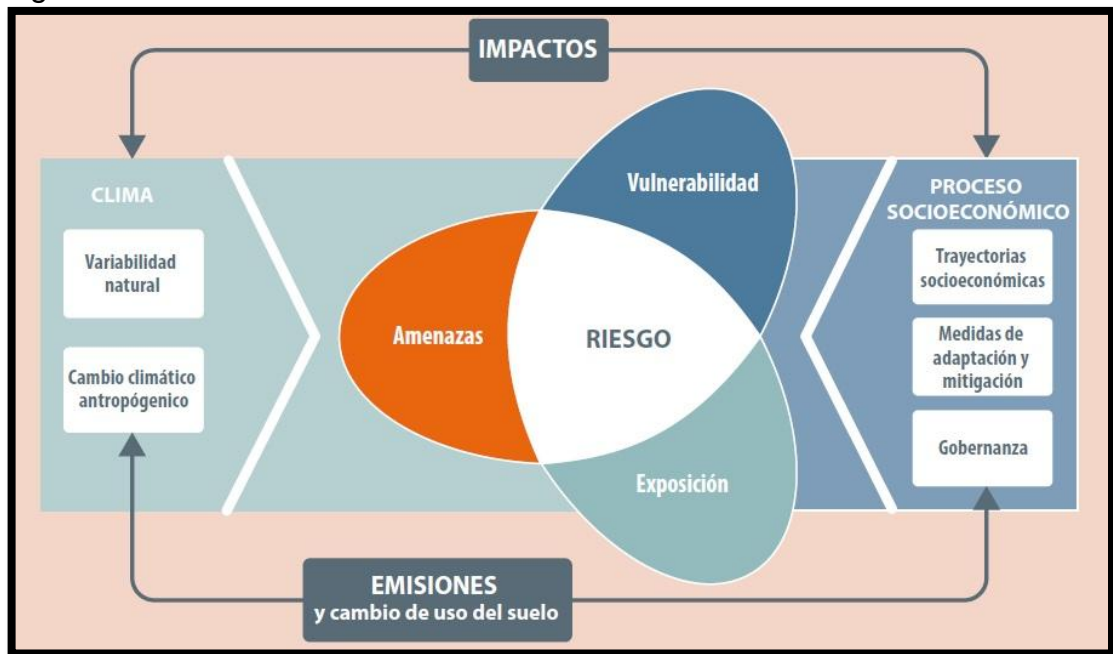 IMPACTOS
CLIMA
Variabilidad
natural
Cambio climático
antropógenico
Amenazas
Vulnerabilidad
RIESGO
Exposición
PROCESO
SOCIOECONÓMICO
Trayectorias
socioeconómicas
Medidas de
adaptación y
mitigación
Gobernanza
EMISIONES
y cambio de uso del suelo